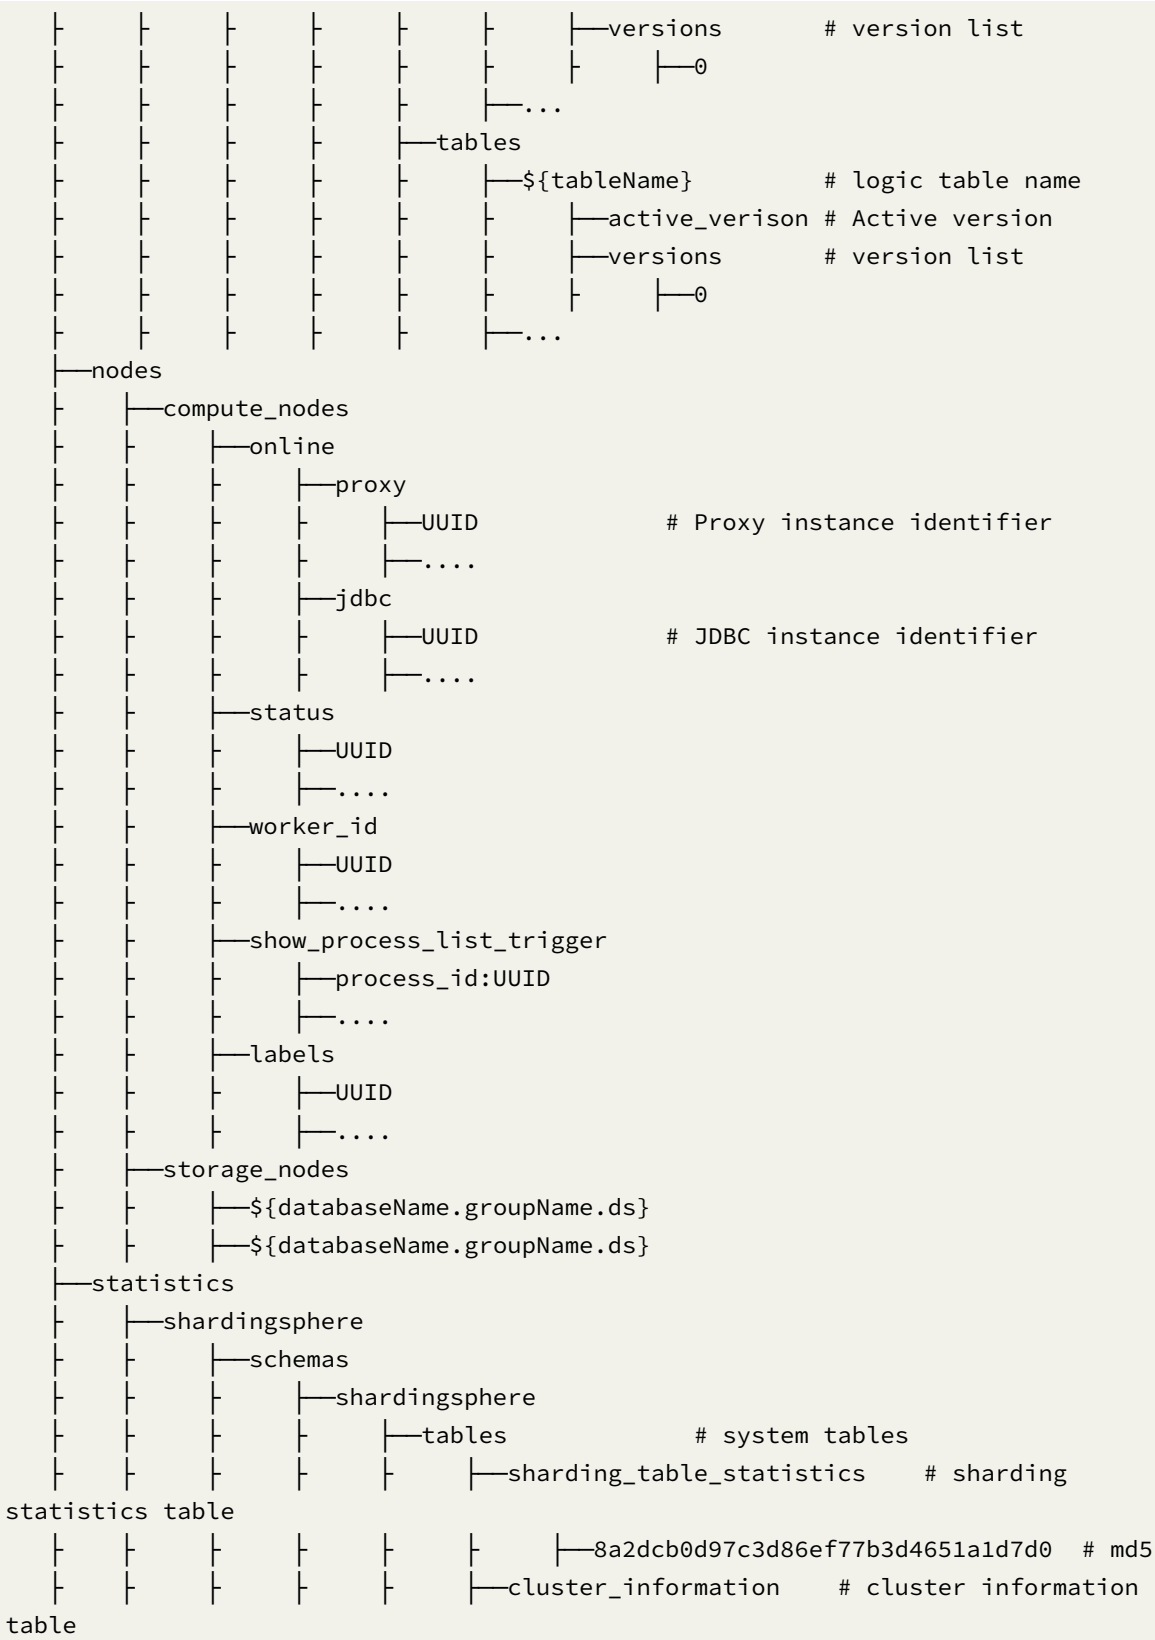 ├ ├ ├ ├ ├ ├ ├──versions # version list
├ ├ ├ ├ ├ ├ ├ ├──0
├ ├ ├ ├ ├ ├──...
├ ├ ├ ├ ├──tables
├ ├ ├ ├ ├ ├──${tableName} # logic table name
├ ├ ├ ├ ├ ├ ├──active_verison # Active version
├ ├ ├ ├ ├ ├ ├──versions # version list
├ ├ ├ ├ ├ ├ ├ ├──0
├ ├ ├ ├ ├ ├──...
├──nodes
├ ├──compute_nodes
├ ├ ├──online
├ ├ ├ ├──proxy
├ ├ ├ ├ ├──UUID # Proxy instance identifier
├ ├ ├ ├ ├──....
├ ├ ├ ├──jdbc
├ ├ ├ ├ ├──UUID # JDBC instance identifier
├ ├ ├ ├ ├──....
├ ├ ├──status
├ ├ ├ ├──UUID
├ ├ ├ ├──....
├ ├ ├──worker_id
├ ├ ├ ├──UUID
├ ├ ├ ├──....
├ ├ ├──show_process_list_trigger
├ ├ ├ ├──process_id:UUID
├ ├ ├ ├──....
├ ├ ├──labels
├ ├ ├ ├──UUID
├ ├ ├ ├──....
├ ├──storage_nodes
├ ├ ├──${databaseName.groupName.ds}
├ ├ ├──${databaseName.groupName.ds}
├──statistics
├ ├──shardingsphere
├ ├ ├──schemas
├ ├ ├ ├──shardingsphere
├ ├ ├ ├ ├──tables # system tables
├ ├ ├ ├ ├ ├──sharding_table_statistics # sharding
statistics table
├ ├ ├ ├ ├ ├ ├──8a2dcb0d97c3d86ef77b3d4651a1d7d0 # md5
├ ├ ├ ├ ├ ├──cluster_information # cluster information
table